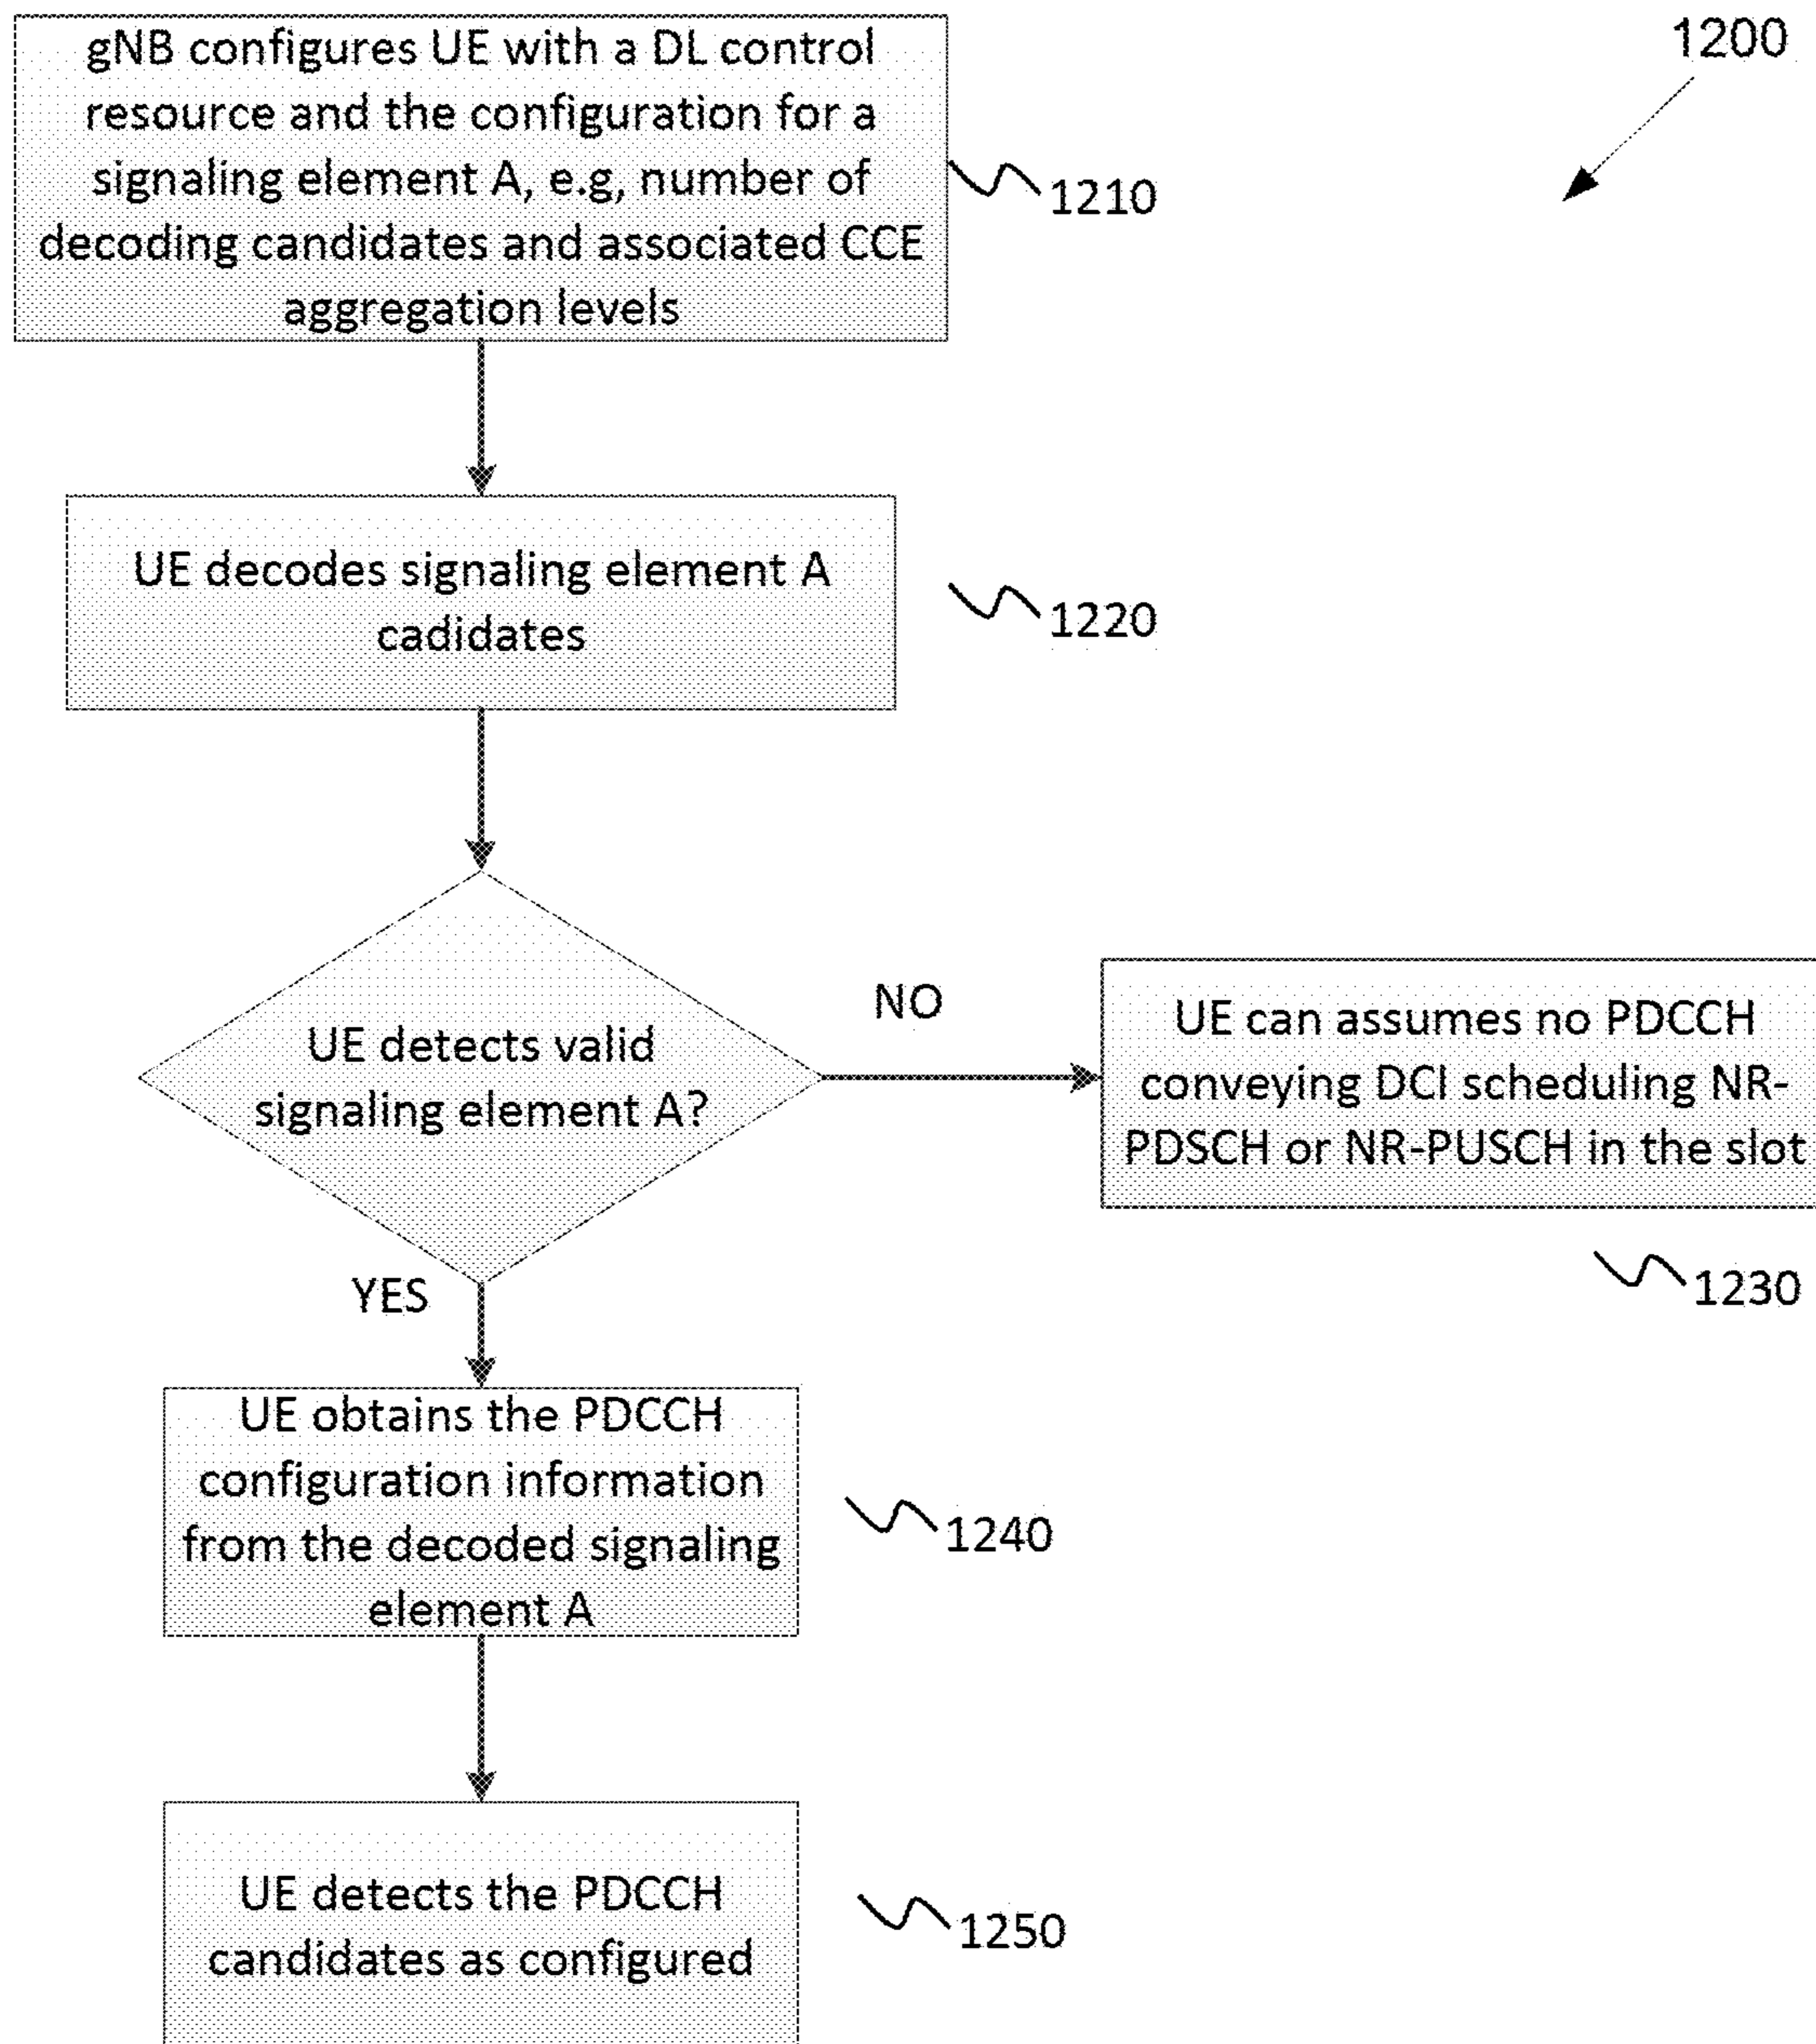 gNB configures UE with a DL control
resource and the configuration for a
signaling element A, e.g, number of
decoding candidates and associated CCE
aggregation levels
1200
1210
UE decodes signaling element A
cadidates
1220
UE detects valid
signaling element A?
NO
UE can assumes no PDCCH
conveying DCI scheduling NR-
PDSCH or NR-PUSCH in the slot
1230
YES
UE obtains the PDCCH
configuration information
from the decoded signaling
element A
1240
UE detects the PDCCH
candidates as configured
1250